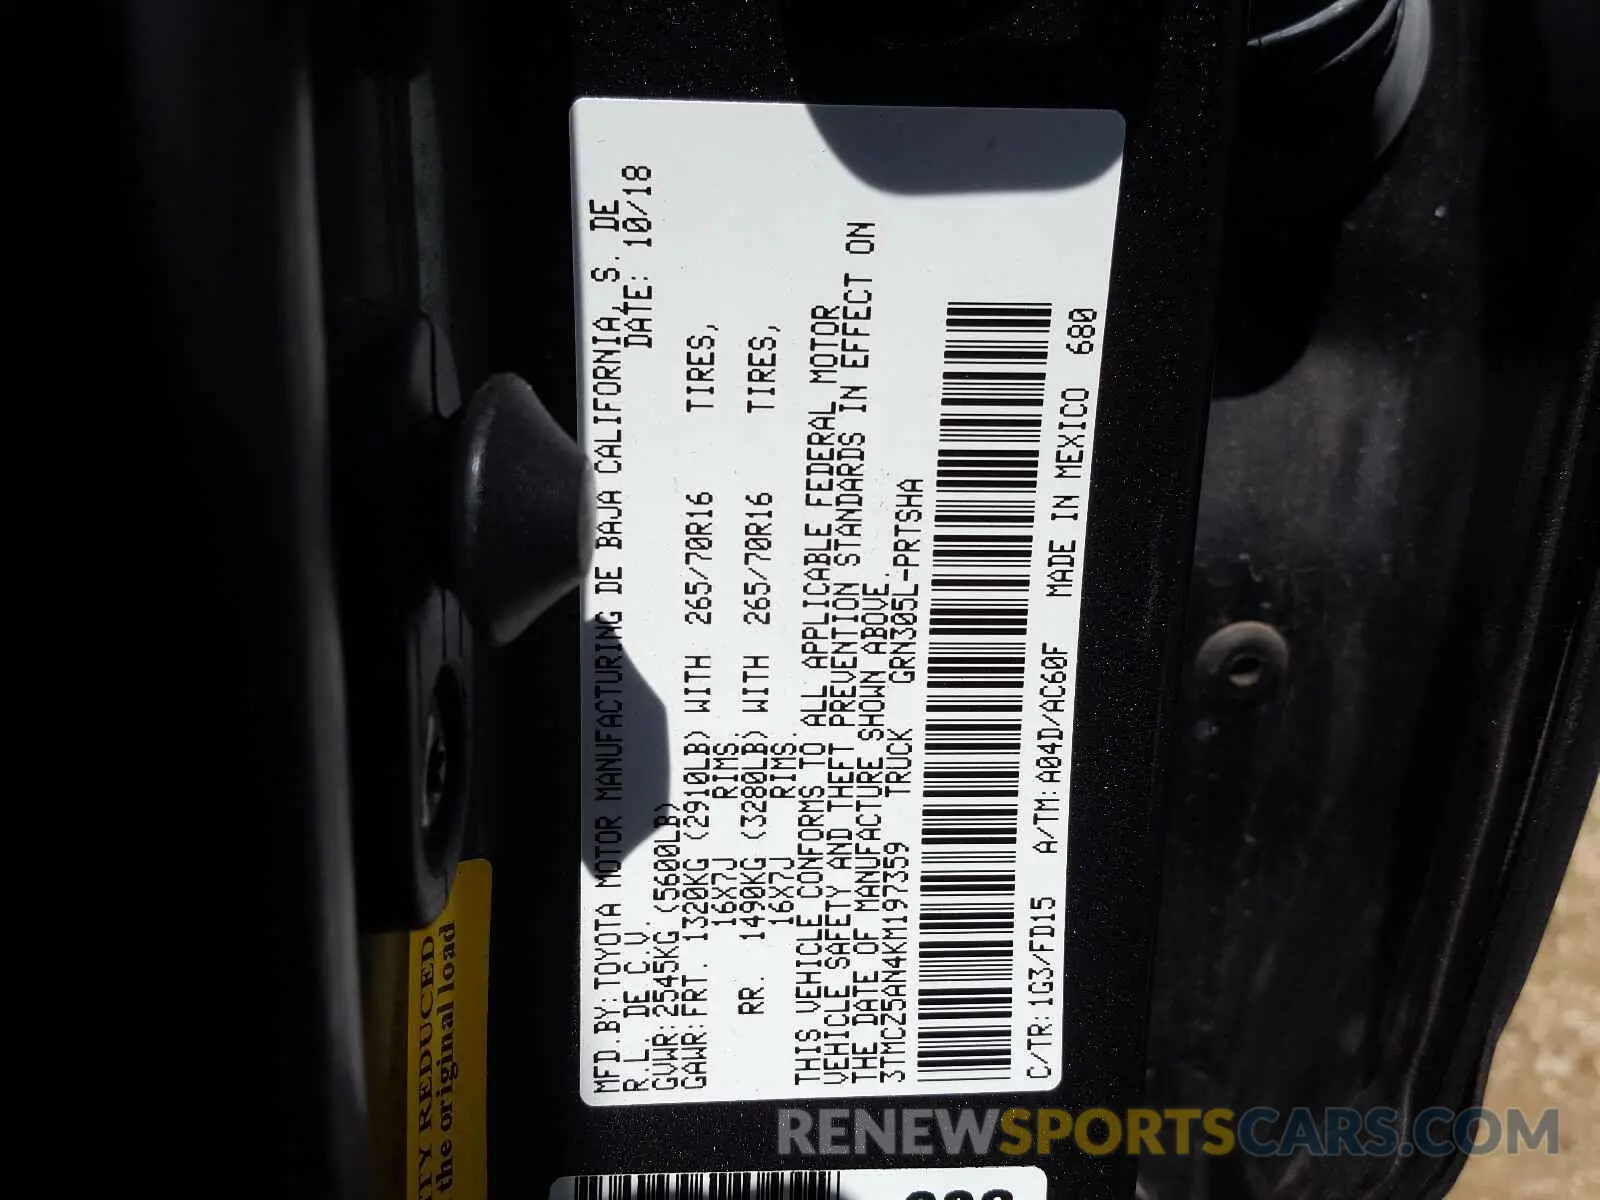 MFD.BY:TOYOTA MOTOR MANUFACTURING DE BAJA CALIFORNIA, S. DE
R.L. DE C.V. DATE: 10/18
GVWR:2545KG (5600LB)
GAWR:FRT. 1320KG (2910LB) WITH 265/70R16 TIRES,
16X7J RIMS.
RR. 1490KG (3280LB) WITH 265/70R16 TIRES,
16X7J RIMS.
THIS VEHICLE CONFORMS TO ALL APPLICABLE FEDERAL MOTOR
VEHICLE SAFETY AND THEFT PREVENTION STANDARDS IN EFFECT ON
THE DATE OF MANUFACTURE SHOWN ABOVE.
3TMCZ5AN4KM197359 TRUCK GRN305L-PRTSHA
C/TR: 1G3/FD15 A/TM: A04D/AC60F MADE IN MEXICO 680
REDUCED
the original load
RENEWSPORTSCARS.COM